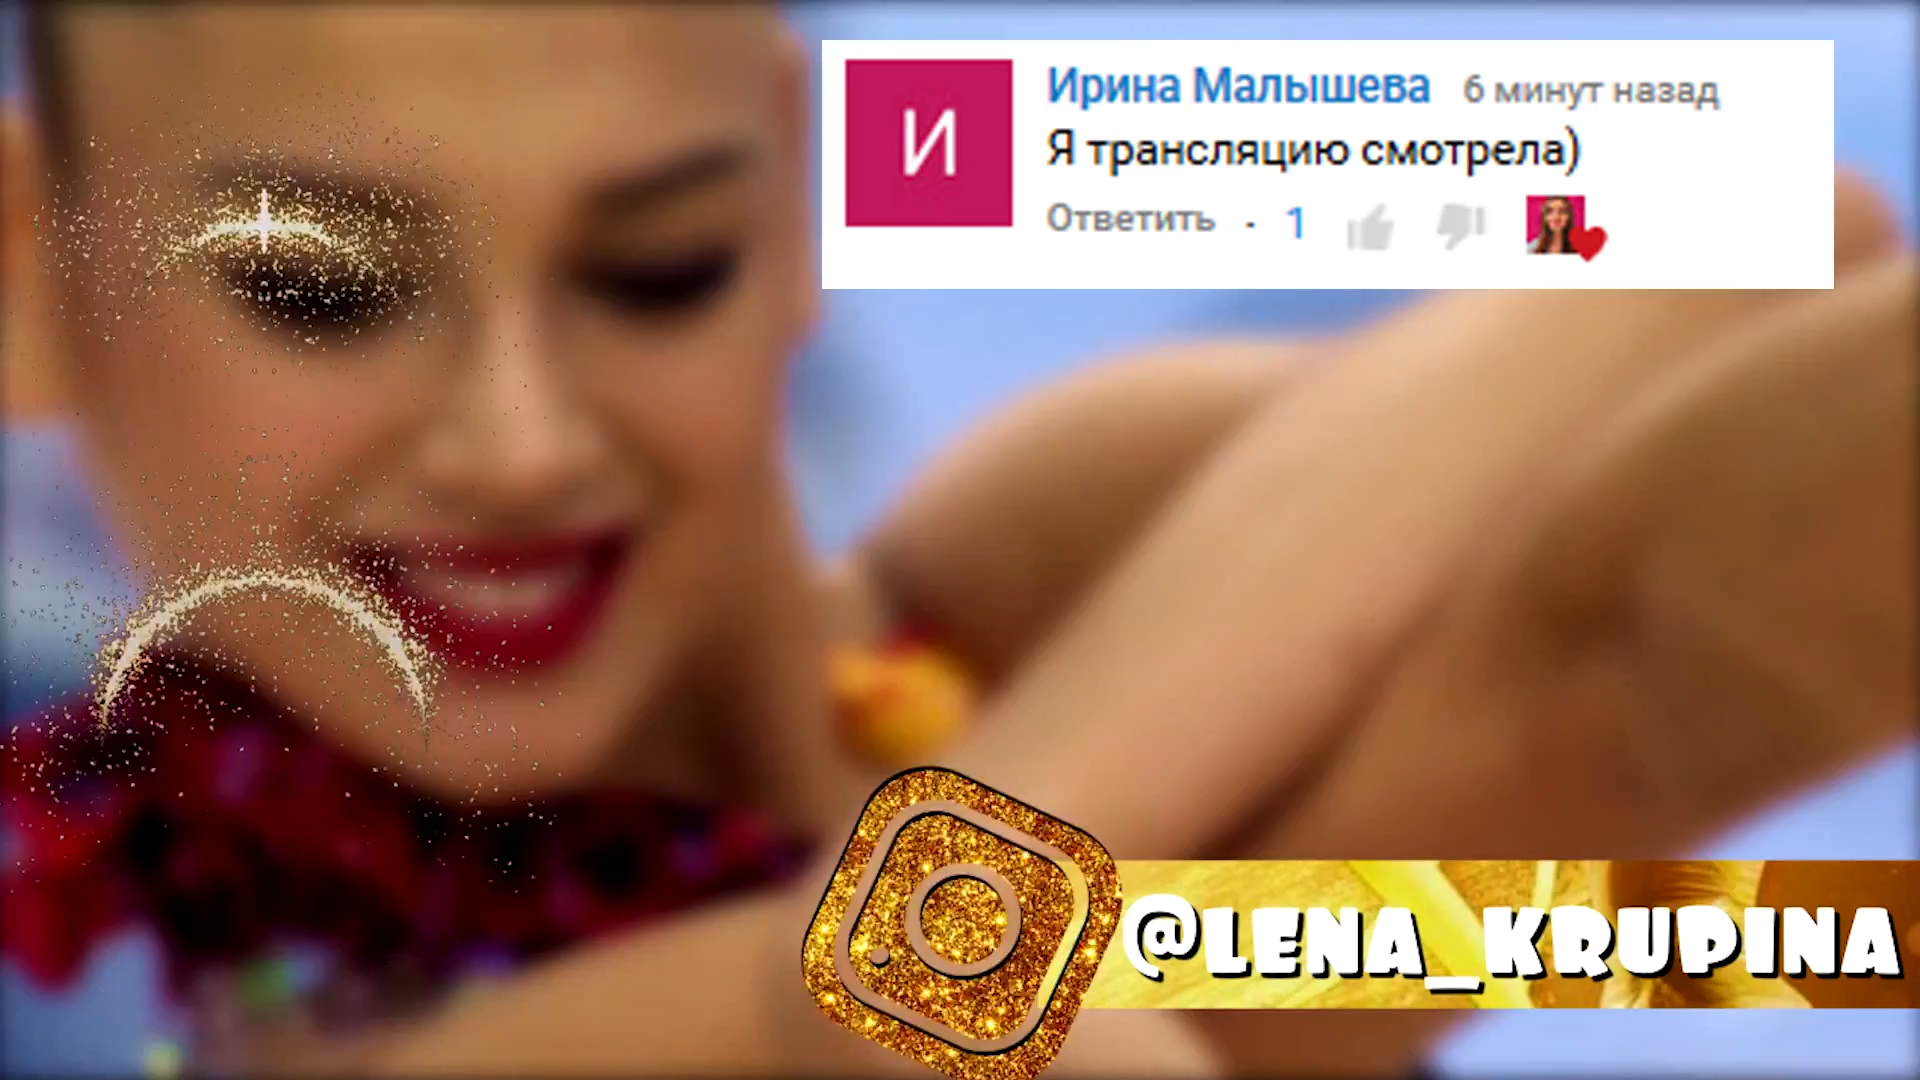 И
Ирина Малышева 6 минут назад
Я трансляцию смотрела)
Ответить · 1
@LENA_KRUPINA